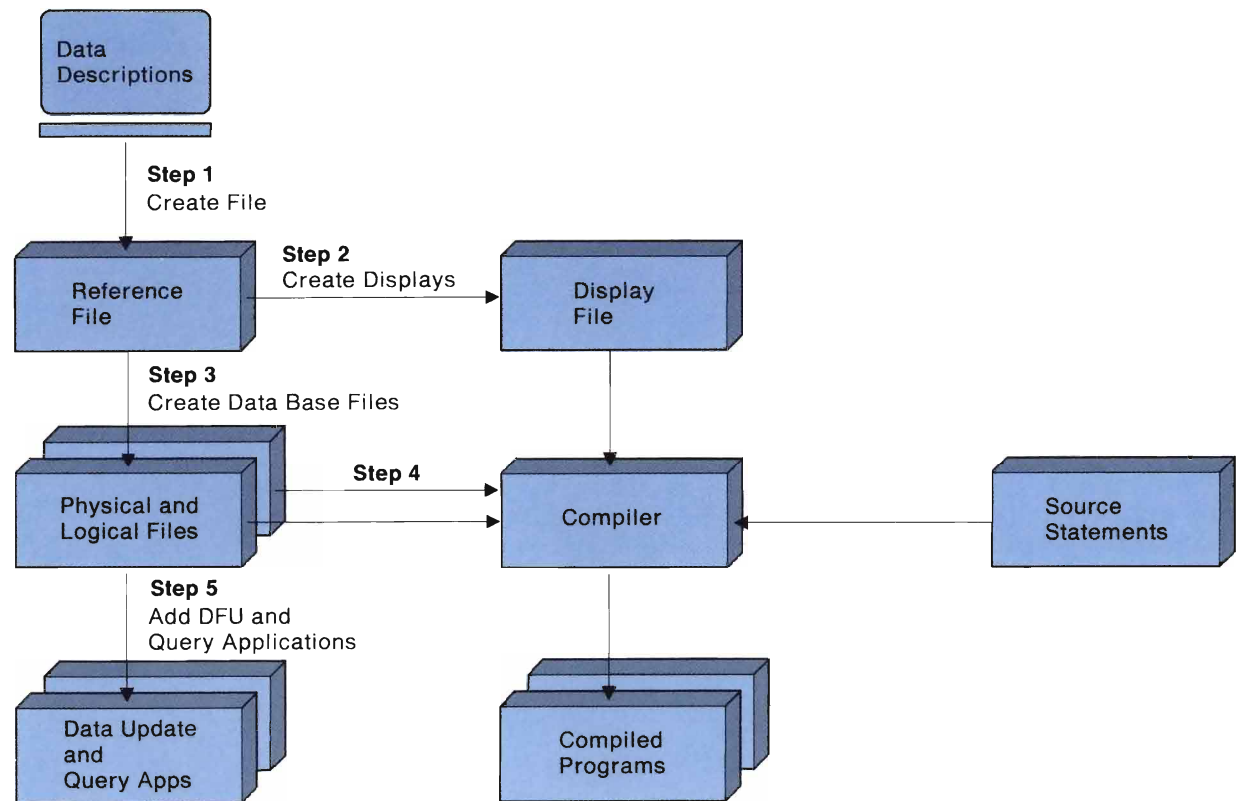 Data
Descriptions
Step 1
Create File
Reference
File
Step 2
Create Displays
Display
File
Step 3
Create Data Base Files
Physical and
Logical Files
Step 4
Compiler
Source
Statements
Step 5
Add DFU and
Query Applications
Data Update
and
Query Apps
Compiled
Programs